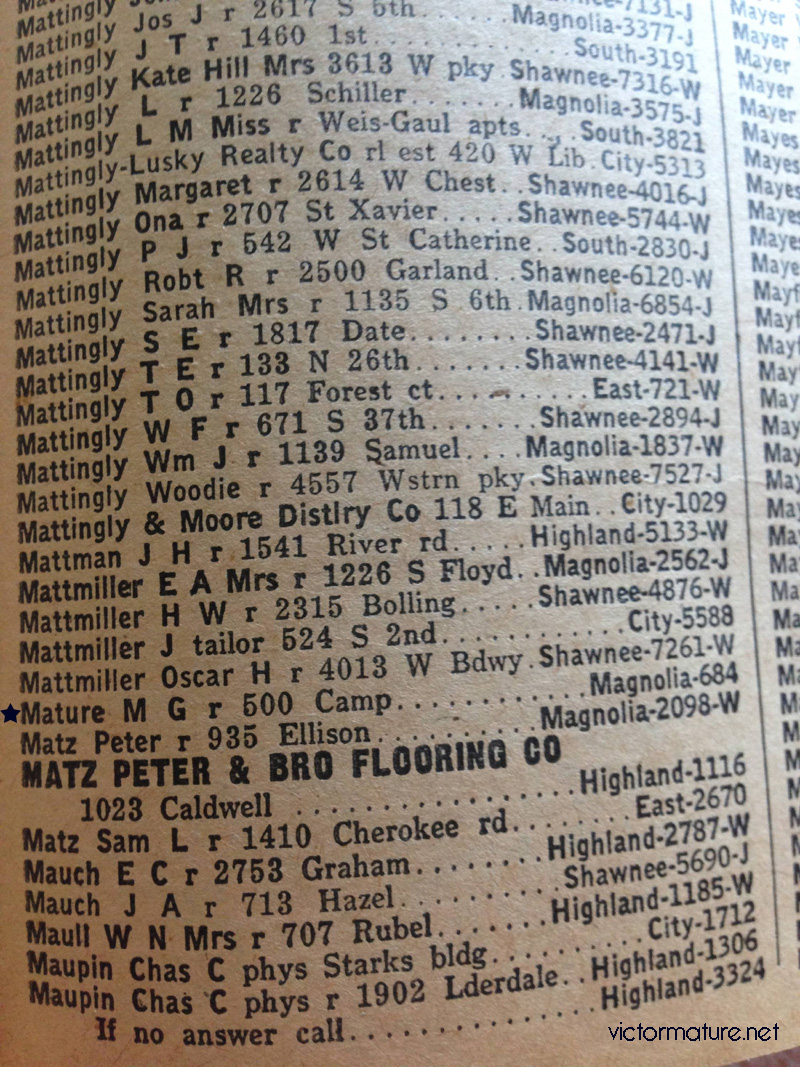 Mattingly 7131-J
Mattingly Jos J r 2617 S 5th Magnolia-3377-J Mayer
Mattingly J T r 1460 1st........South-3191 Mayer
Mattingly Kate Hill Mrs 3613 W pky.Shawnee-7316-W Mayer
Mattingly L r 1226 Schiller.......Magnolia-3575-J Mayer
Mattingly L M Miss r Weis-Gaul apts....South-3821 Mayes
Mattingly-Lusky Realty Co rl est 420 W Lib.City-5313 Mayes
Mattingly Margaret r 2614 W Chest..Shawnee-4016-J
Mattingly Ona r 2707 St Xavier.....Shawnee-5744-W
Mattingly P J r 542 W St Catherine..South-2830-J
Mattingly Robt R r 2500 Garland..Shawnee-6120-W
Mattingly Sarah Mrs r 1135 S 6th.Magnolia-6854-J
Mattingly S E r 1817 Date........Shawnee-2471-J
Mattingly T E r 133 N 26th.......Shawnee-4141-W
Mattingly T O r 117 Forest ct..........East-721-W
Mattingly W F r 671 S 37th.......Shawnee-2894-J
Mattingly Wm J r 1139 Samuel....Magnolia-1837-W
Mattingly Woodie r 4557 Wstrn pky.Shawnee-7527-J
Mattingly & Moore Distlry Co 118 E Main..City-1029
Mattman J H r 1541 River rd.....Highland-5133-W
Mattmiller E A Mrs r 1226 S Floyd..Magnolia-2562-J
Mattmiller H W r 2315 Bolling.....Shawnee-4876-W
Mattmiller J tailor 524 S 2nd............City-5588
Mattmiller Oscar H r 4013 W Bdwy.Shawnee-7261-W
★Mature M G r 500 Camp............Magnolia-684
Matz Peter r 935 Ellison..........Magnolia-2098-W
MATZ PETER & BRO FLOORING CO
1023 Caldwell ................Highland-1116
Matz Sam L r 1410 Cherokee rd........East-2670
Mauch E C r 2753 Graham.......Highland-2787-W
Mauch J A r 713 Hazel...........Shawnee-5690-J
Maull W N Mrs r 707 Rubel.......Highland-1185-W
Maupin Chas C phys Starks bldg..........City-1712
Maupin Chas C phys r 1902 Lderdale..Highland-1306
If no answer call................Highland-3324
victormature.net